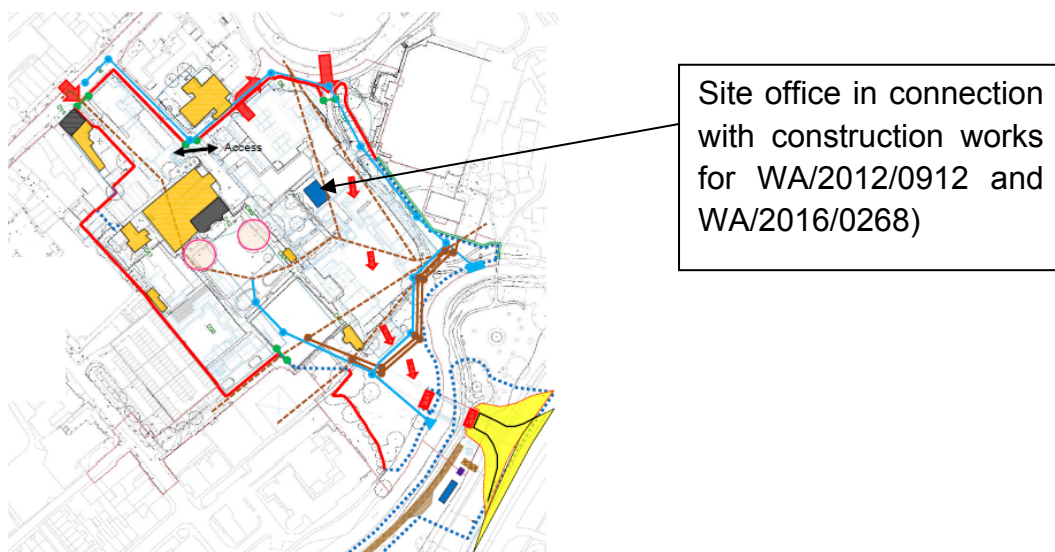 Access
Site office in connection
with construction works
for WA/2012/0912 and
WA/2016/0268)